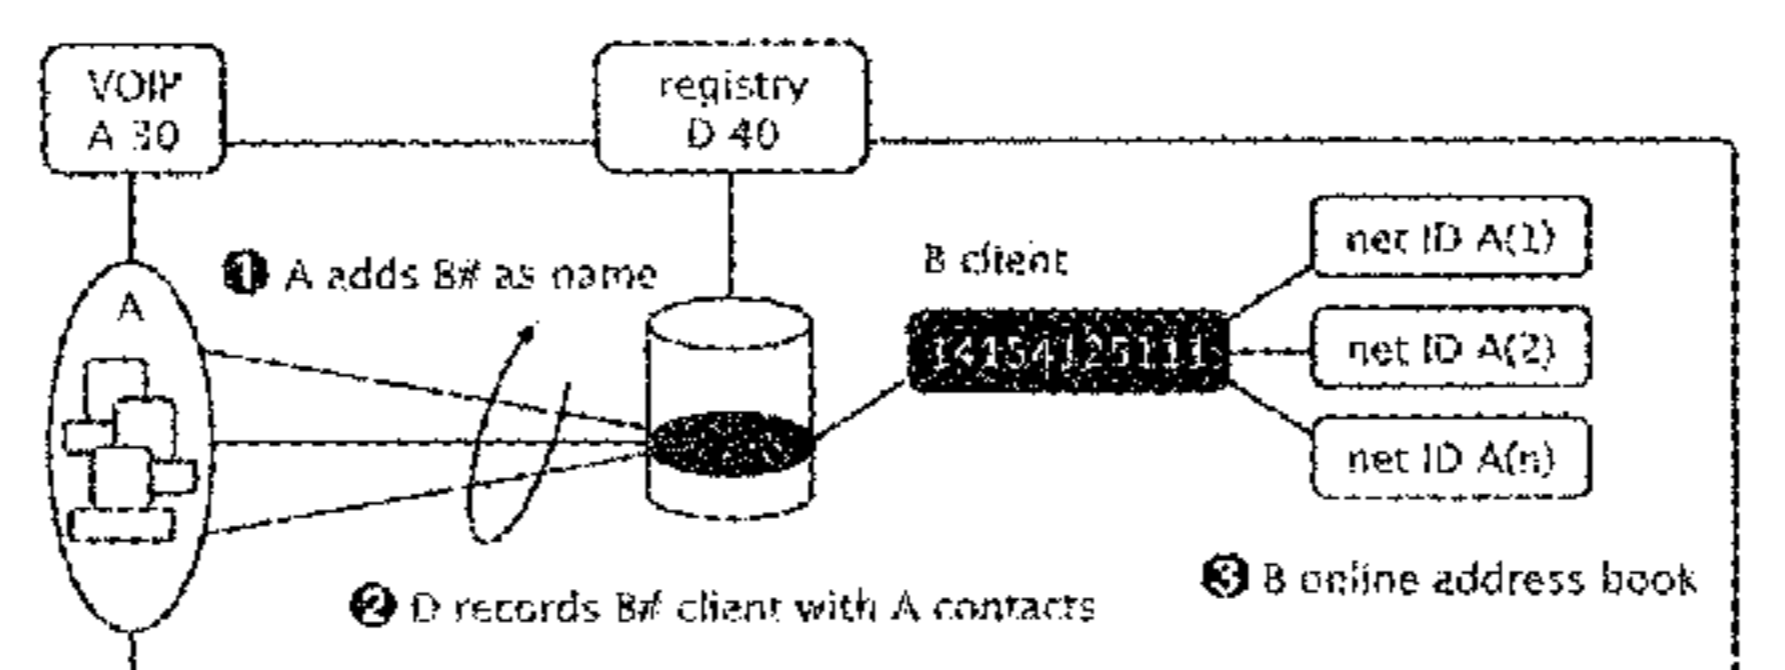 VOIP
A 30
registry
D 40
❶ A adds B# as name
B client
A
14154125111
net ID A(1)
net ID A(2)
net ID A(n)
❷ D records B# client with A contacts
❸ B online address book